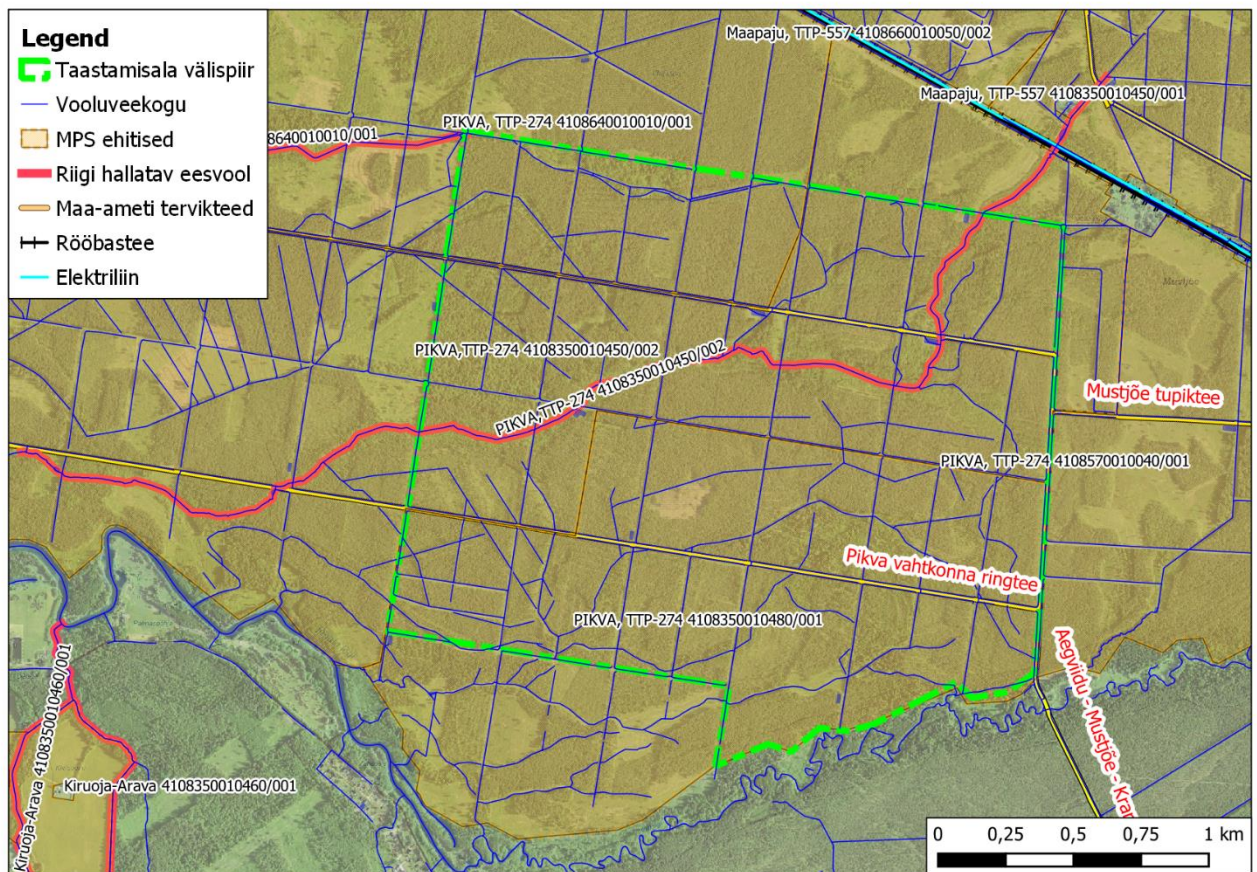 Legend
Taastamisala välispiir
Vooluveekogu
MPS ehitised
Riigi hallatav eesvool
Maa-ameti tervikteed
Rööbastee
Elektriliin
Maapaju, TTP-557 4108660010050/002
Maapaju, TTP-557 4108350010450/001
8640010010/001
PIKVA, TTP-274 4108640010010/001
PIKVA,TTP-274 4108350010450/002
PIKVA,TTP-274 4108350010450/002
Mustjõe tupiktee
PIKVA, TTP-274 4108570010040/001
Pikva vahtkonna ringtee
PIKVA, TTP-274 4108350010480/001
Aegviidu - Mustjõe - Kra
Kiruoja-Arava 4108350010460/001
Kiruoja-Arava 4108350010460/001
0 0,25 0,5 0,75 1 km